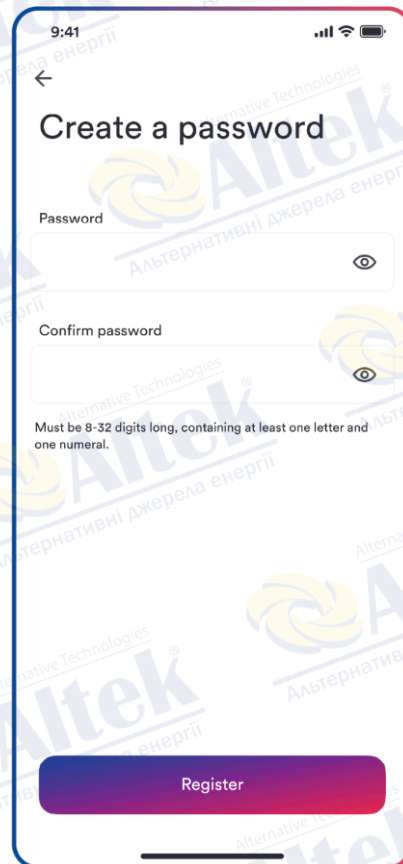 9:41
Create a password
Password
Confirm password
Must be 8-32 digits long, containing at least one letter and
one numeral.
Register
Alternative Technologies
Altek
Альтернативні джерела енергії